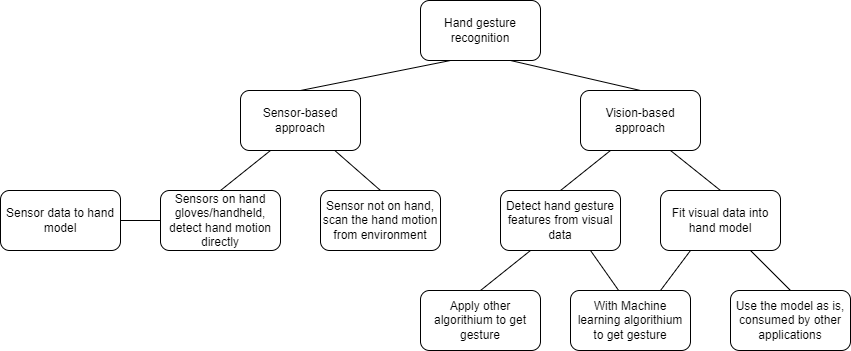 Hand gesture
recognition
Sensor-based
approach
Vision-based
approach
Sensor data to hand
model
Sensors on hand
gloves/handheld,
detect hand motion
directly
Sensor not on hand,
scan the hand motion
from environment
Detect hand gesture
features from visual
data
Fit visual data into
hand model
Apply other
algorithium to get
gesture
With Machine
learning algorithium
to get gesture
Use the model as is,
consumed by other
applications